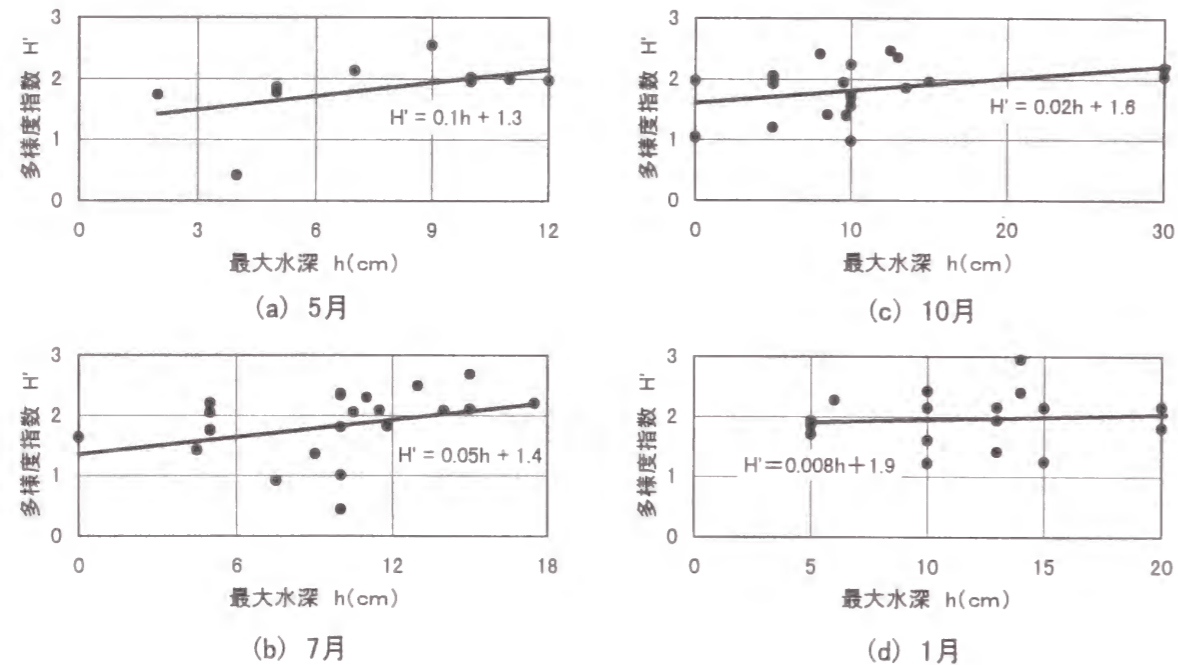 3
2
1
0
多様度指数 H'
H' = 0.1h + 1.3
0 3 6 9 12
最大水深 h(cm)
(a) 5月
3
2
1
0
多様度指数 H'
H' = 0.02h + 1.6
0 10 20 30
最大水深 h(cm)
(c) 10月
3
2
1
0
多様度指数 H'
H' = 0.05h + 1.4
0 6 12 18
最大水深 h(cm)
(b) 7月
3
2
1
0
多様度指数 H'
H'=0.008h+1.9
0 5 10 15 20
最大水深 h(cm)
(d) 1月